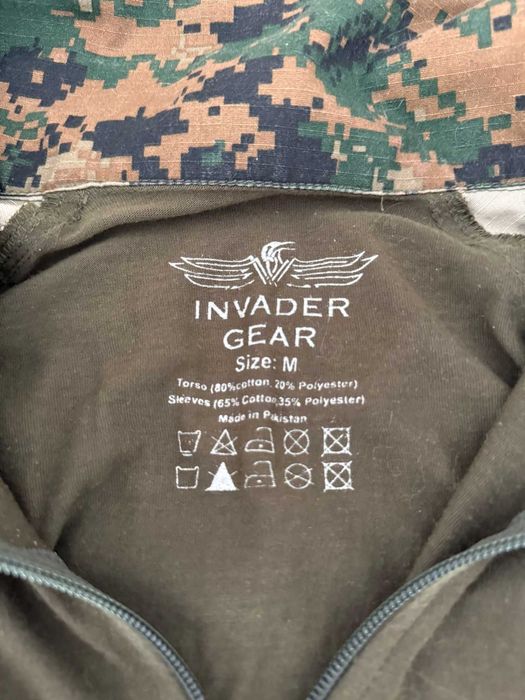 INVADER
GEAR
Size: M
Torso (80%cotton, 20% Polyester)
Sleeves (65% Cotton,35% Polyester)
Made in Pakistan